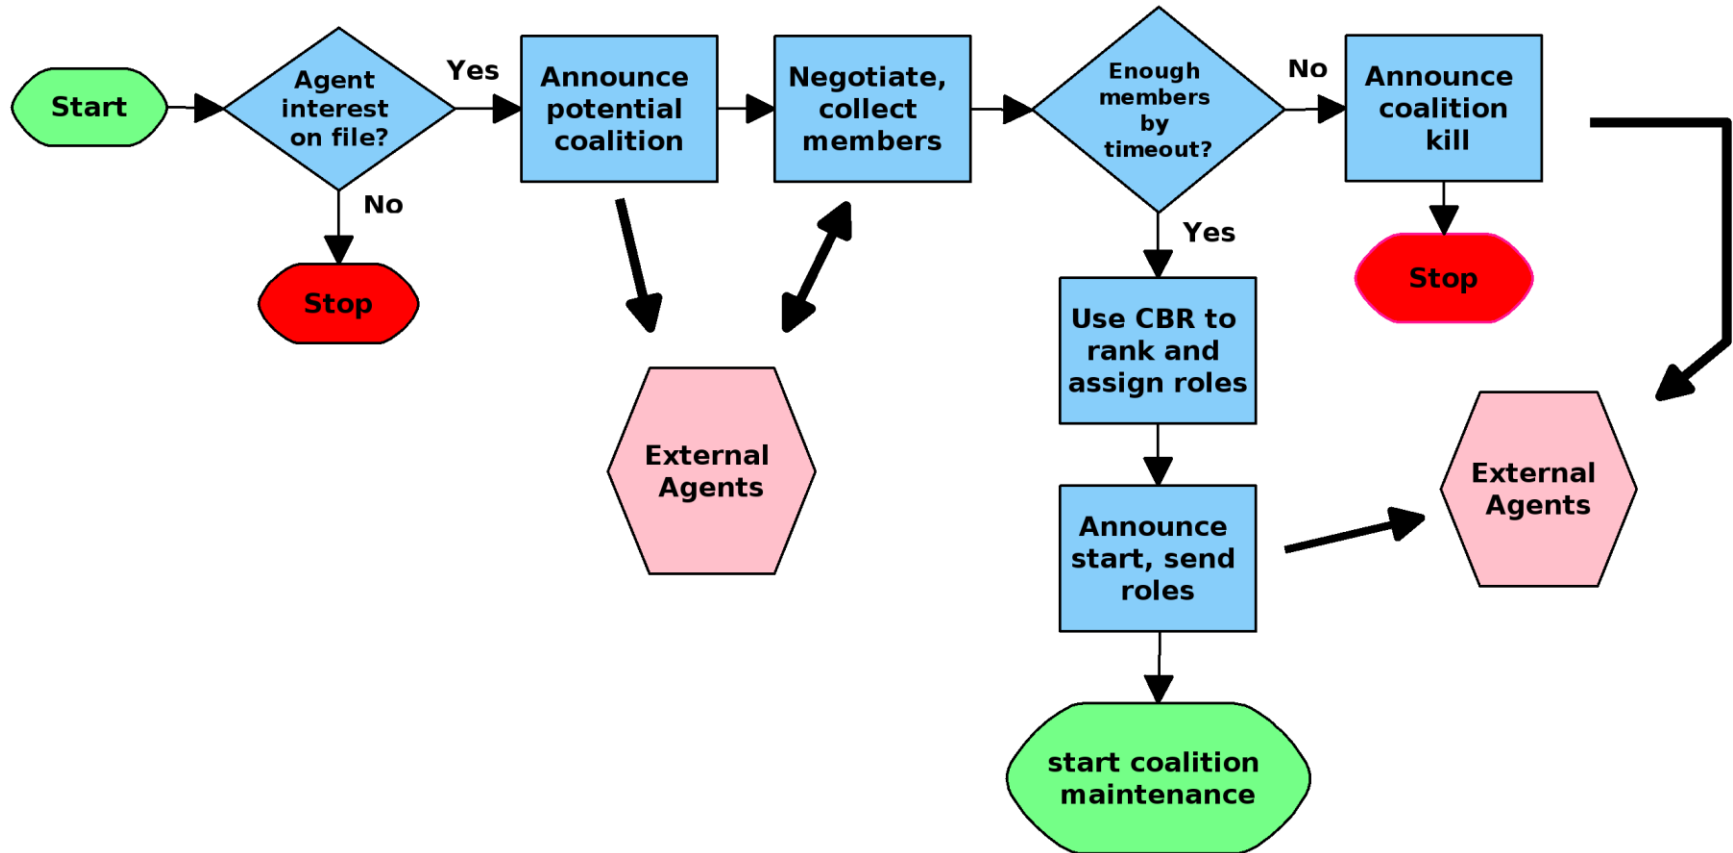 Start
Agent
interest
on file?
Yes
No
Stop
Announce
potential
coalition
Negotiate,
collect
members
Enough
members
by
timeout?
No
Yes
Announce
coalition
kill
Stop
Use CBR to
rank and
assign roles
External
Agents
External
Agents
Announce
start, send
roles
start coalition
maintenance